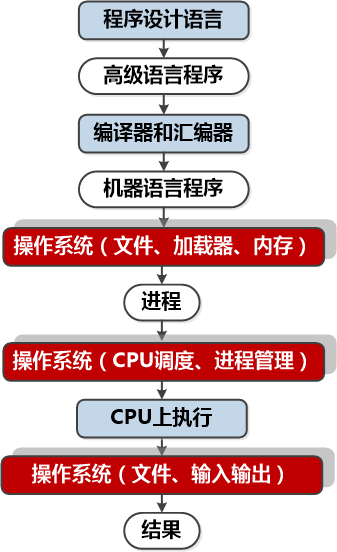 程序设计语言
高级语言程序
编译器和汇编器
机器语言程序
操作系统（文件、加载器、内存）
进程
操作系统（CPU调度、进程管理）
CPU上执行
操作系统（文件、输入输出）
结果